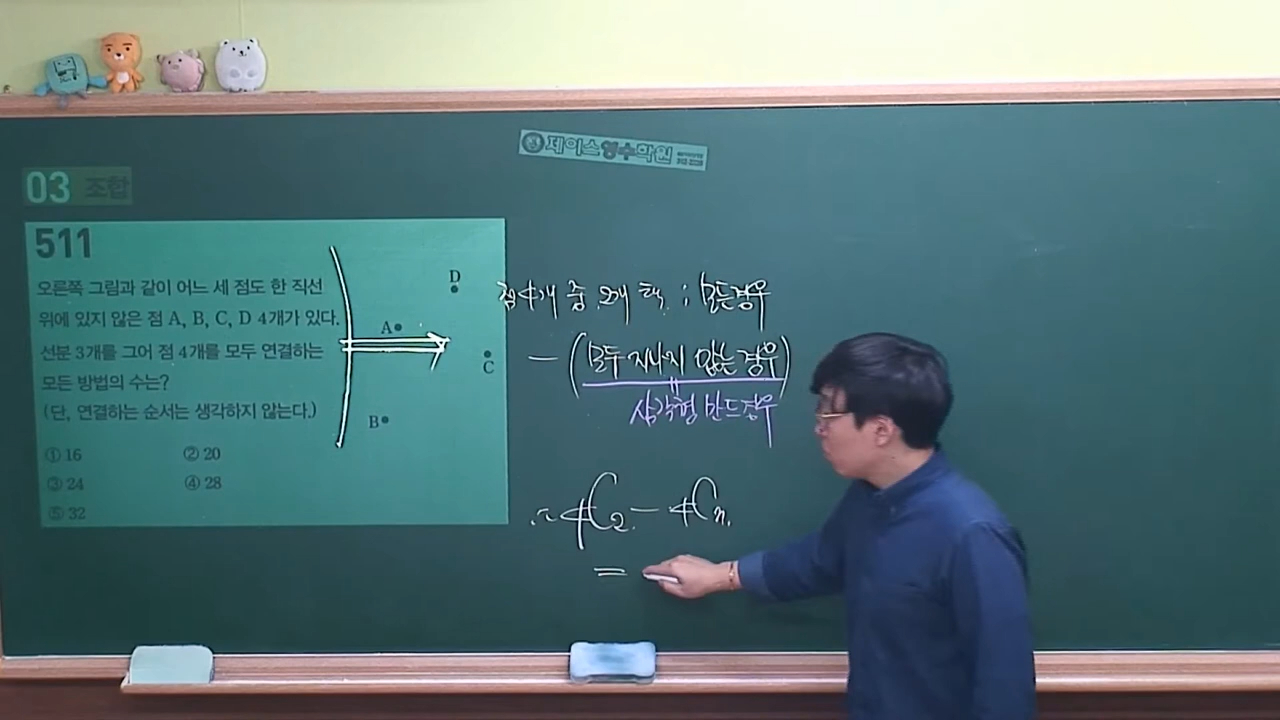 제이스영수학원
03 조합
511
오른쪽 그림과 같이 어느 세 점도 한 직선
위에 있지 않은 점 A, B, C, D 4개가 있다.
선분 3개를 그어 점 4개를 모두 연결하는
모든 방법의 수는?
(단, 연결하는 순서는 생각하지 않는다.)
① 16 ② 20
③ 24 ④ 28
⑤ 32
D
A
C
B
점 4개 중 2개 택 : 모든경우
- (모두 지나지 않는 경우)
=
삼각형 만드경우
∴ 4C2 - 4C
=